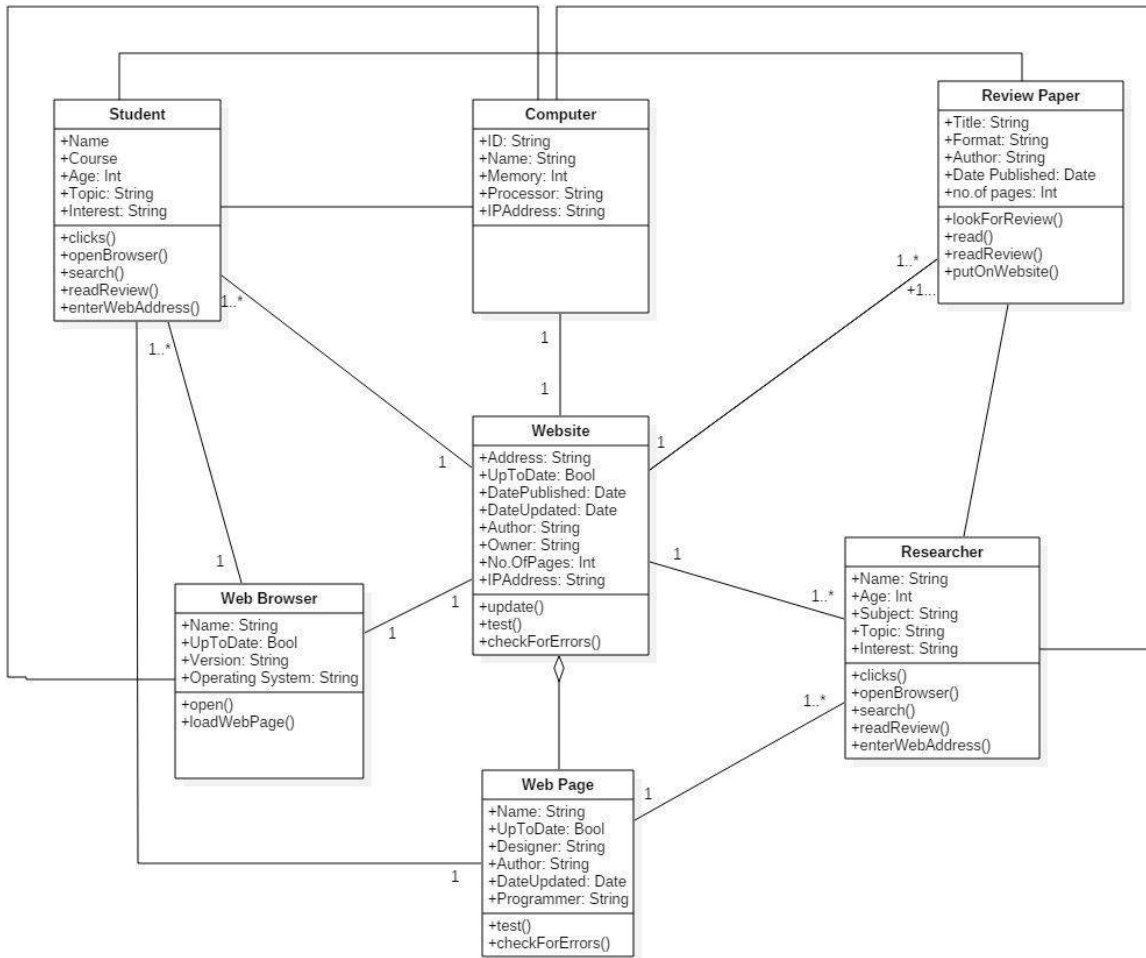 Student
+Name
+Course
+Age: Int
+Topic: String
+Interest: String
+clicks()
+openBrowser()
+search()
+readReview()
+enterWebAddress()
Computer
+ID: String
+Name: String
+Memory: Int
+Processor: String
+IPAddress: String
Review Paper
+Title: String
+Format: String
+Author: String
+Date Published: Date
+no.of pages: Int
+lookForReview()
+read()
+readReview()
+putOnWebsite()
1..*
1..*
+1...
1..*
1
1
1
1
Website
+Address: String
+UpToDate: Bool
+DatePublished: Date
+DateUpdated: Date
+Author: String
+Owner: String
+No.OfPages: Int
+IPAddress: String
+update()
+test()
+checkForErrors()
1
1..*
1
1
1
Web Browser
+Name: String
+UpToDate: Bool
+Version: String
+Operating System: String
+open()
+loadWebPage()
Researcher
+Name: String
+Age: Int
+Subject: String
+Topic: String
+Interest: String
+clicks()
+openBrowser()
+search()
+readReview()
+enterWebAddress()
1..*
1
1
Web Page
+Name: String
+UpToDate: Bool
+Designer: String
+Author: String
+DateUpdated: Date
+Programmer: String
+test()
+checkForErrors()